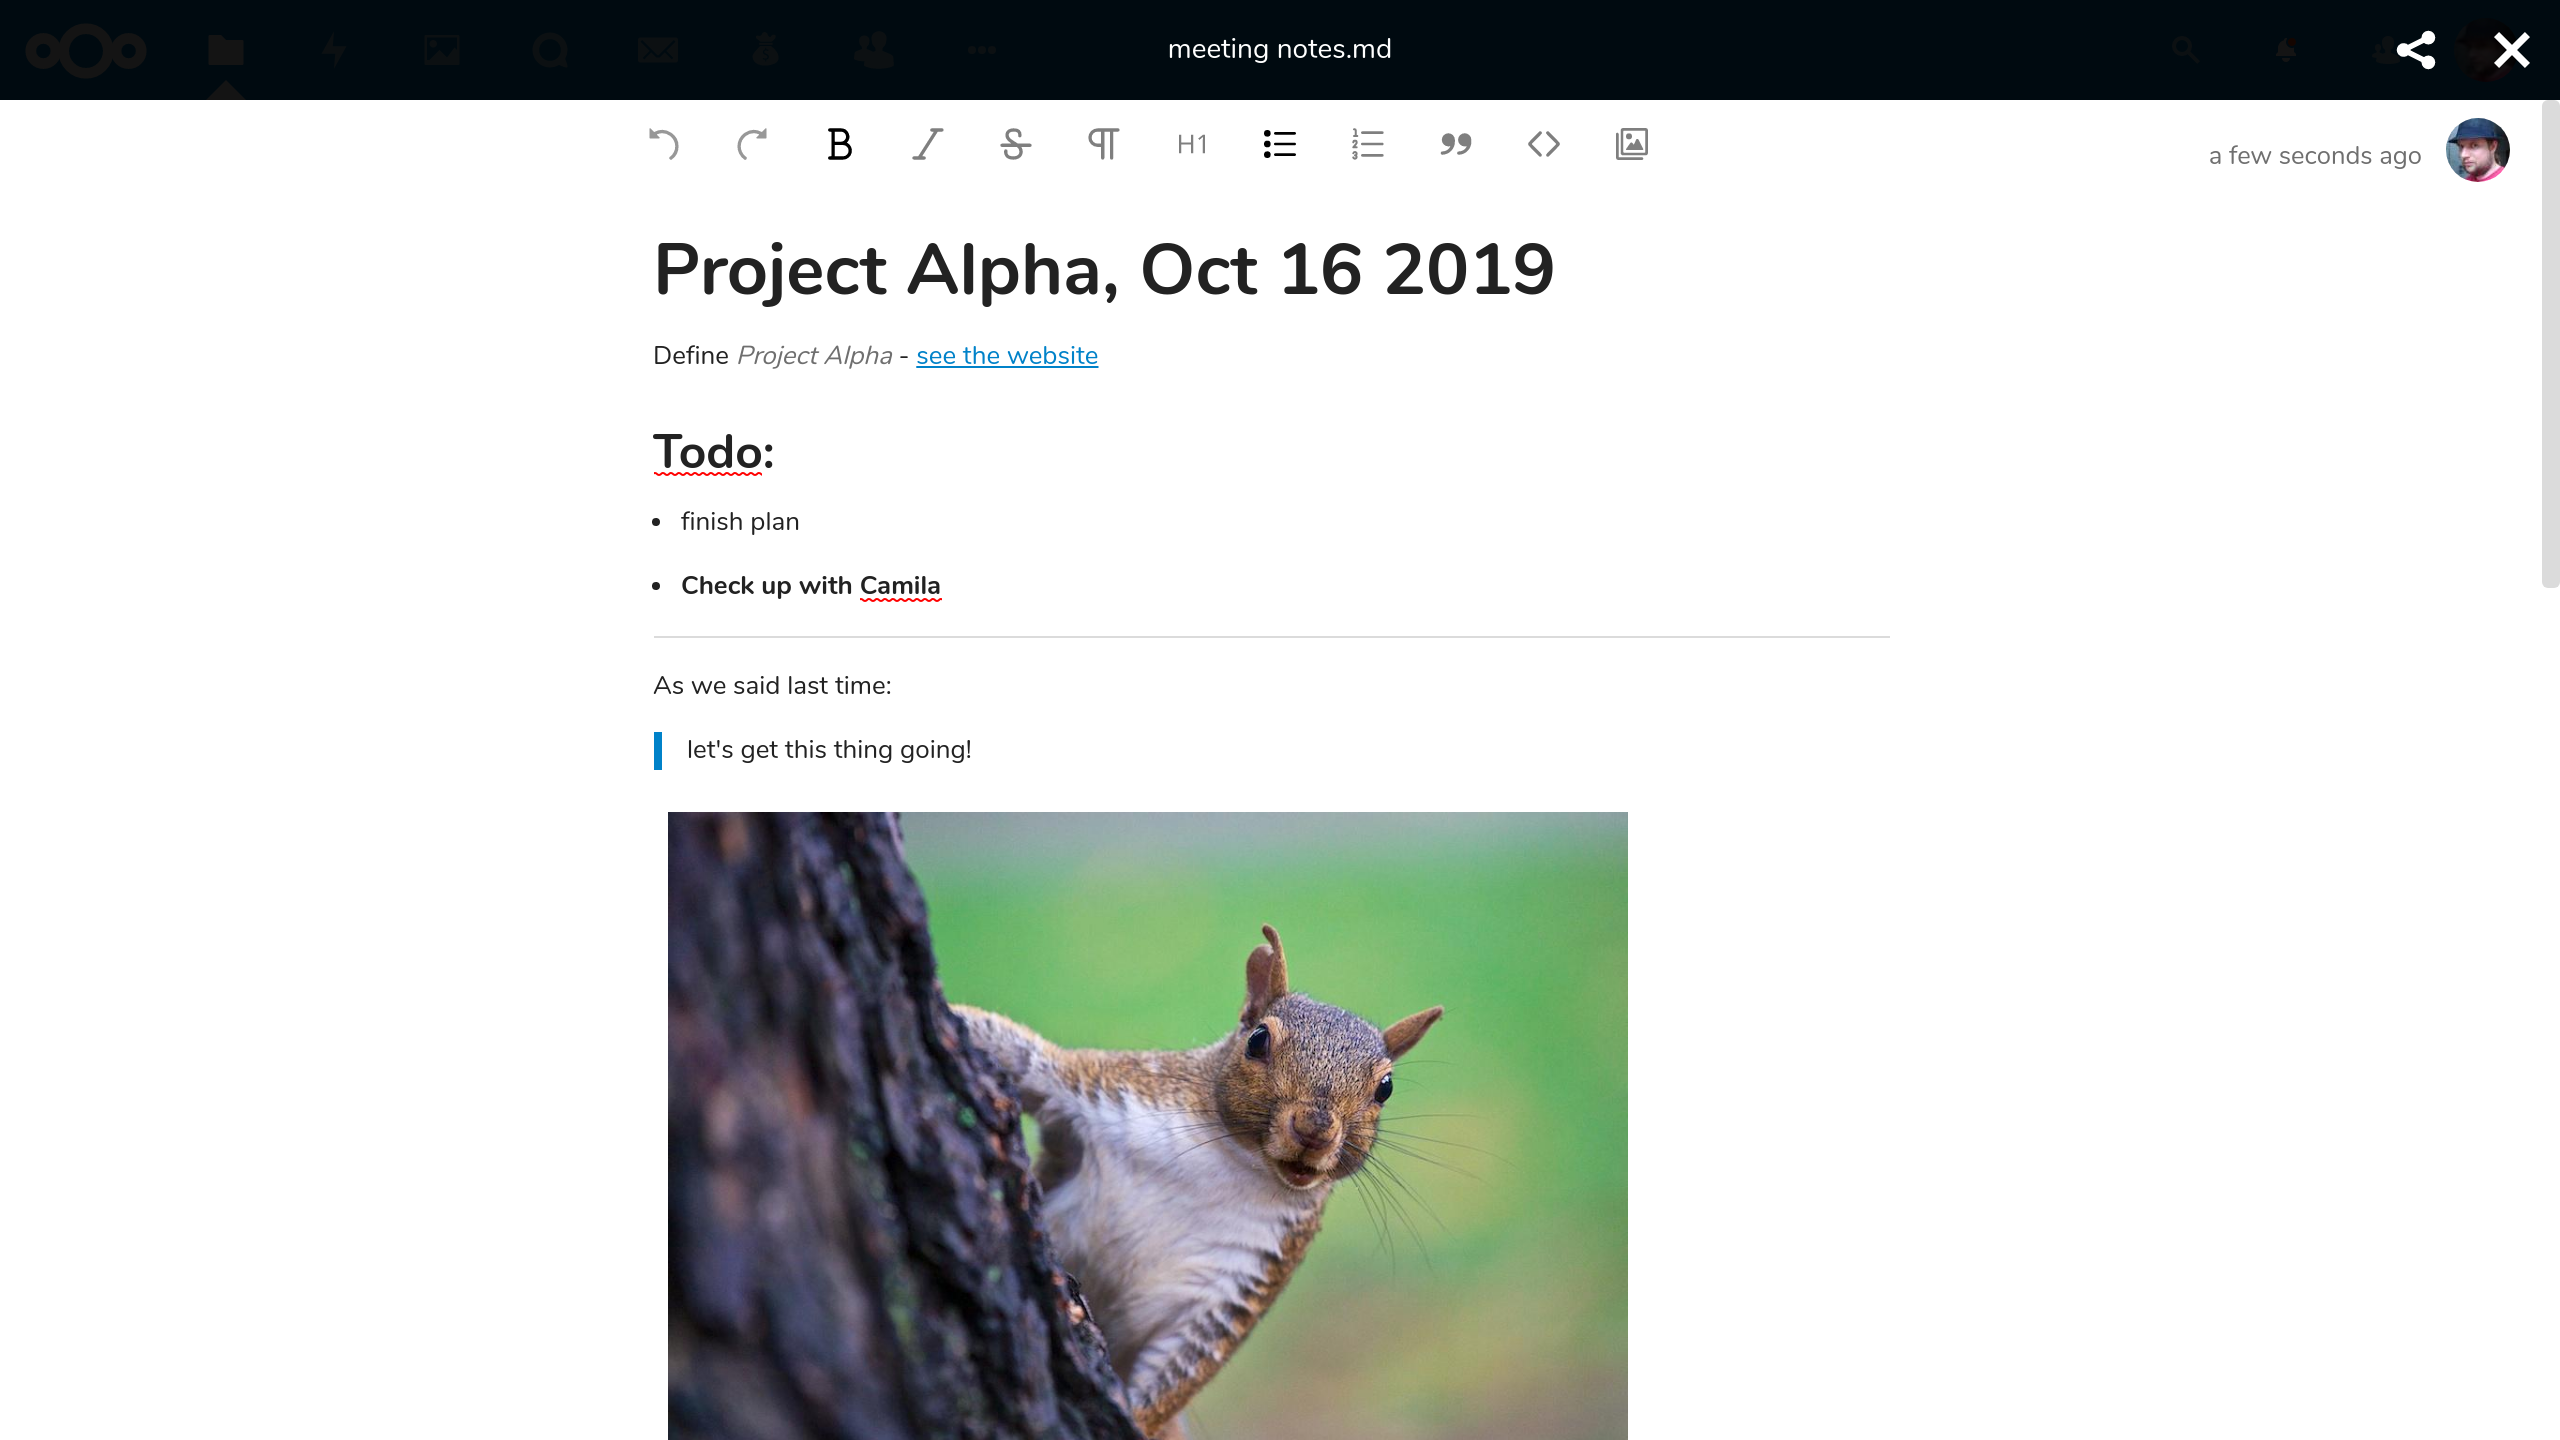 meeting notes.md
H1
a few seconds ago
Project Alpha, Oct 16 2019
Define Project Alpha - see the website
Todo:
• finish plan
• Check up with Camila
As we said last time:
let's get this thing going!